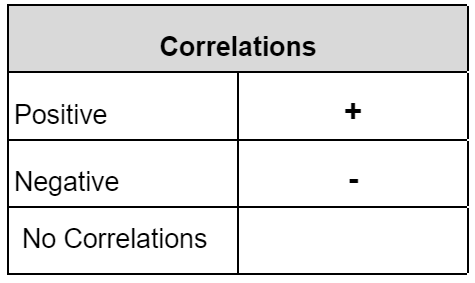 Correlations
Positive +
Negative -
No Correlations